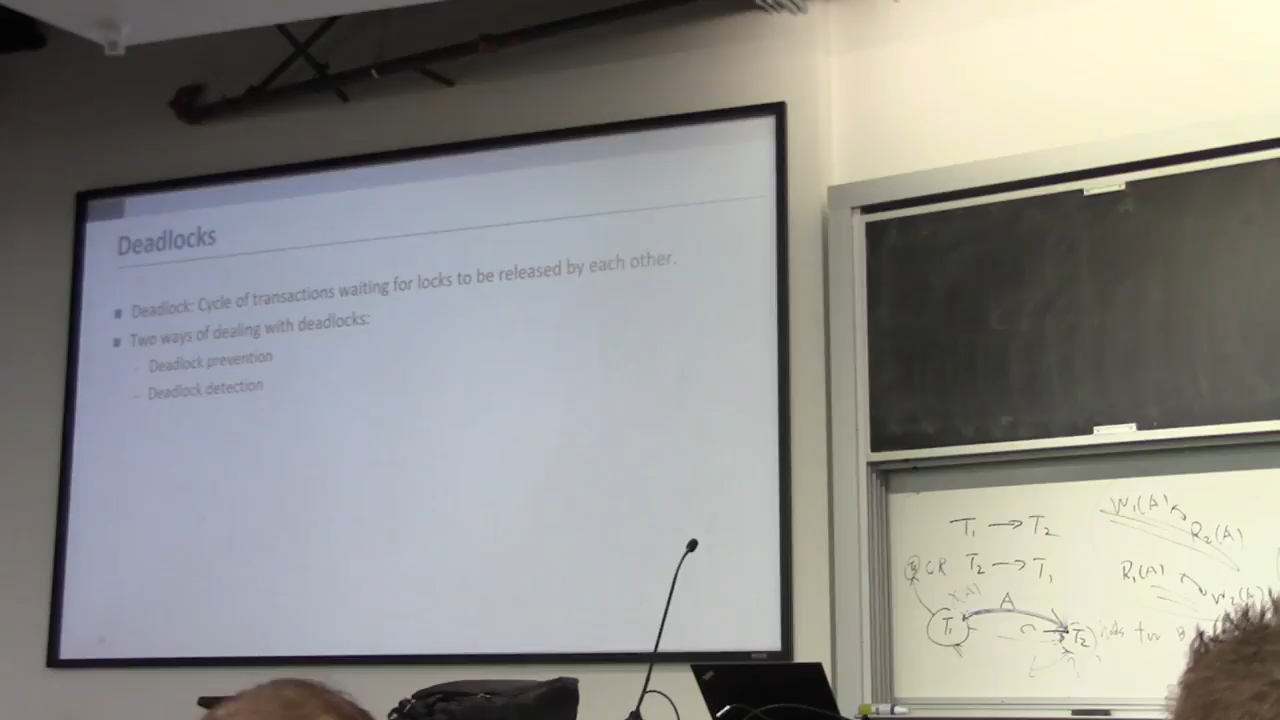 Deadlocks
Deadlock: Cycle of transactions waiting for locks to be released by each other.
Two ways of dealing with deadlocks:
- Deadlock prevention
- Deadlock detection
T₁ → T₂
OR T₂ → T₁
W₁(A)
R₂(A)
R₁(A)
W₂(A)
X(A)
A
T₁
T₂
for B